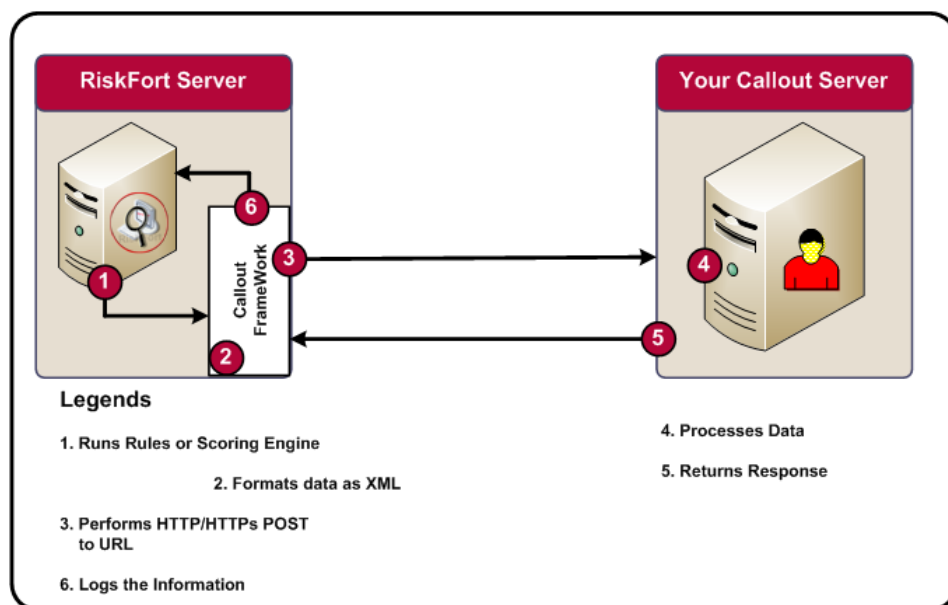 RiskFort Server
Your Callout Server
6
3
4
1
Callout
FrameWork
2
5
Legends
1. Runs Rules or Scoring Engine
2. Formats data as XML
3. Performs HTTP/HTTPs POST
to URL
6. Logs the Information
4. Processes Data
5. Returns Response